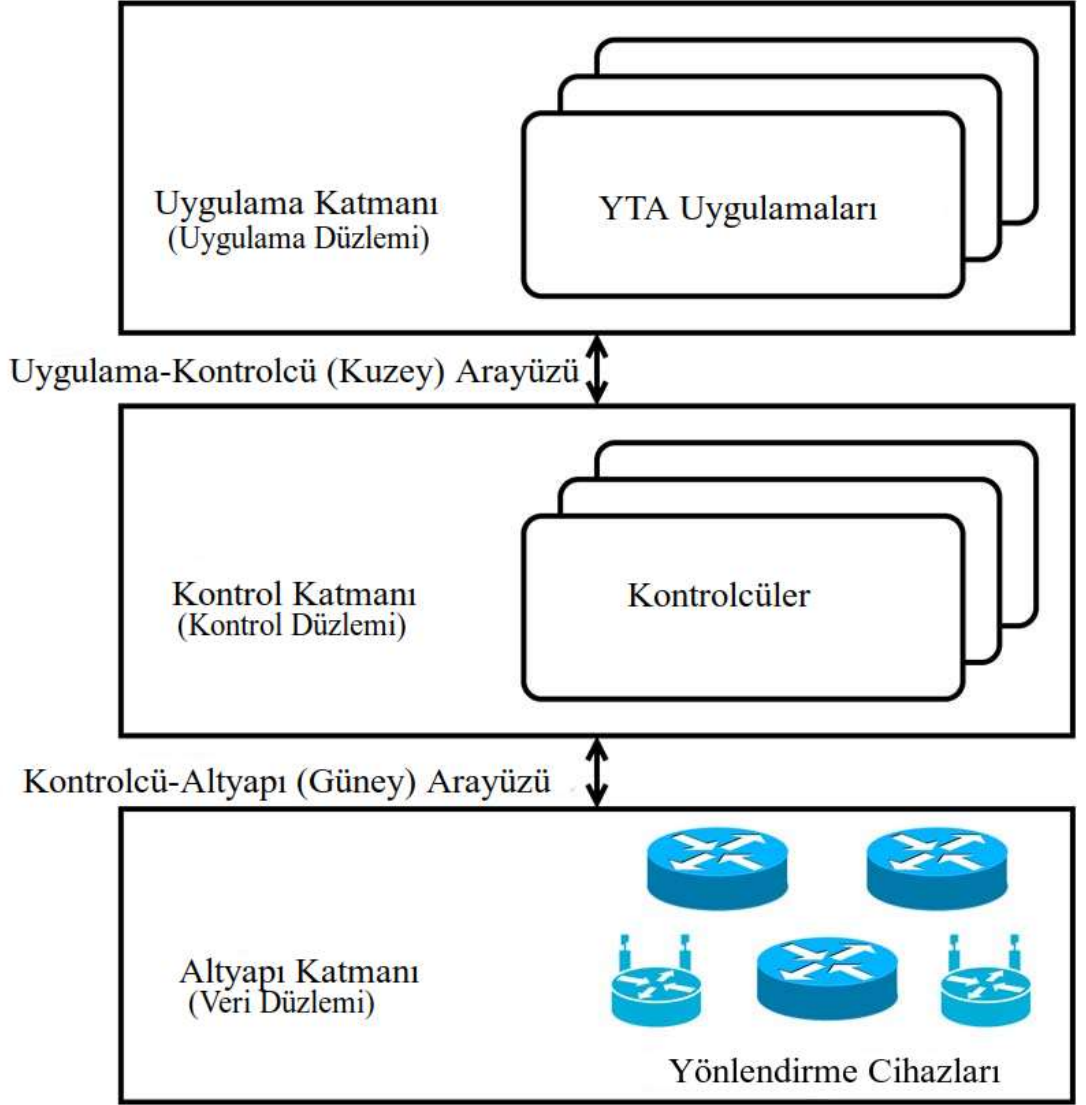 Uygulama Katmanı
(Uygulama Düzlemi)
YTA Uygulamaları
Uygulama-Kontrolcü (Kuzey) Arayüzü
Kontrol Katmanı
(Kontrol Düzlemi)
Kontrolcüler
Kontrolcü-Altyapı (Güney) Arayüzü
Altyapı Katmanı
(Veri Düzlemi)
Yönlendirme Cihazları